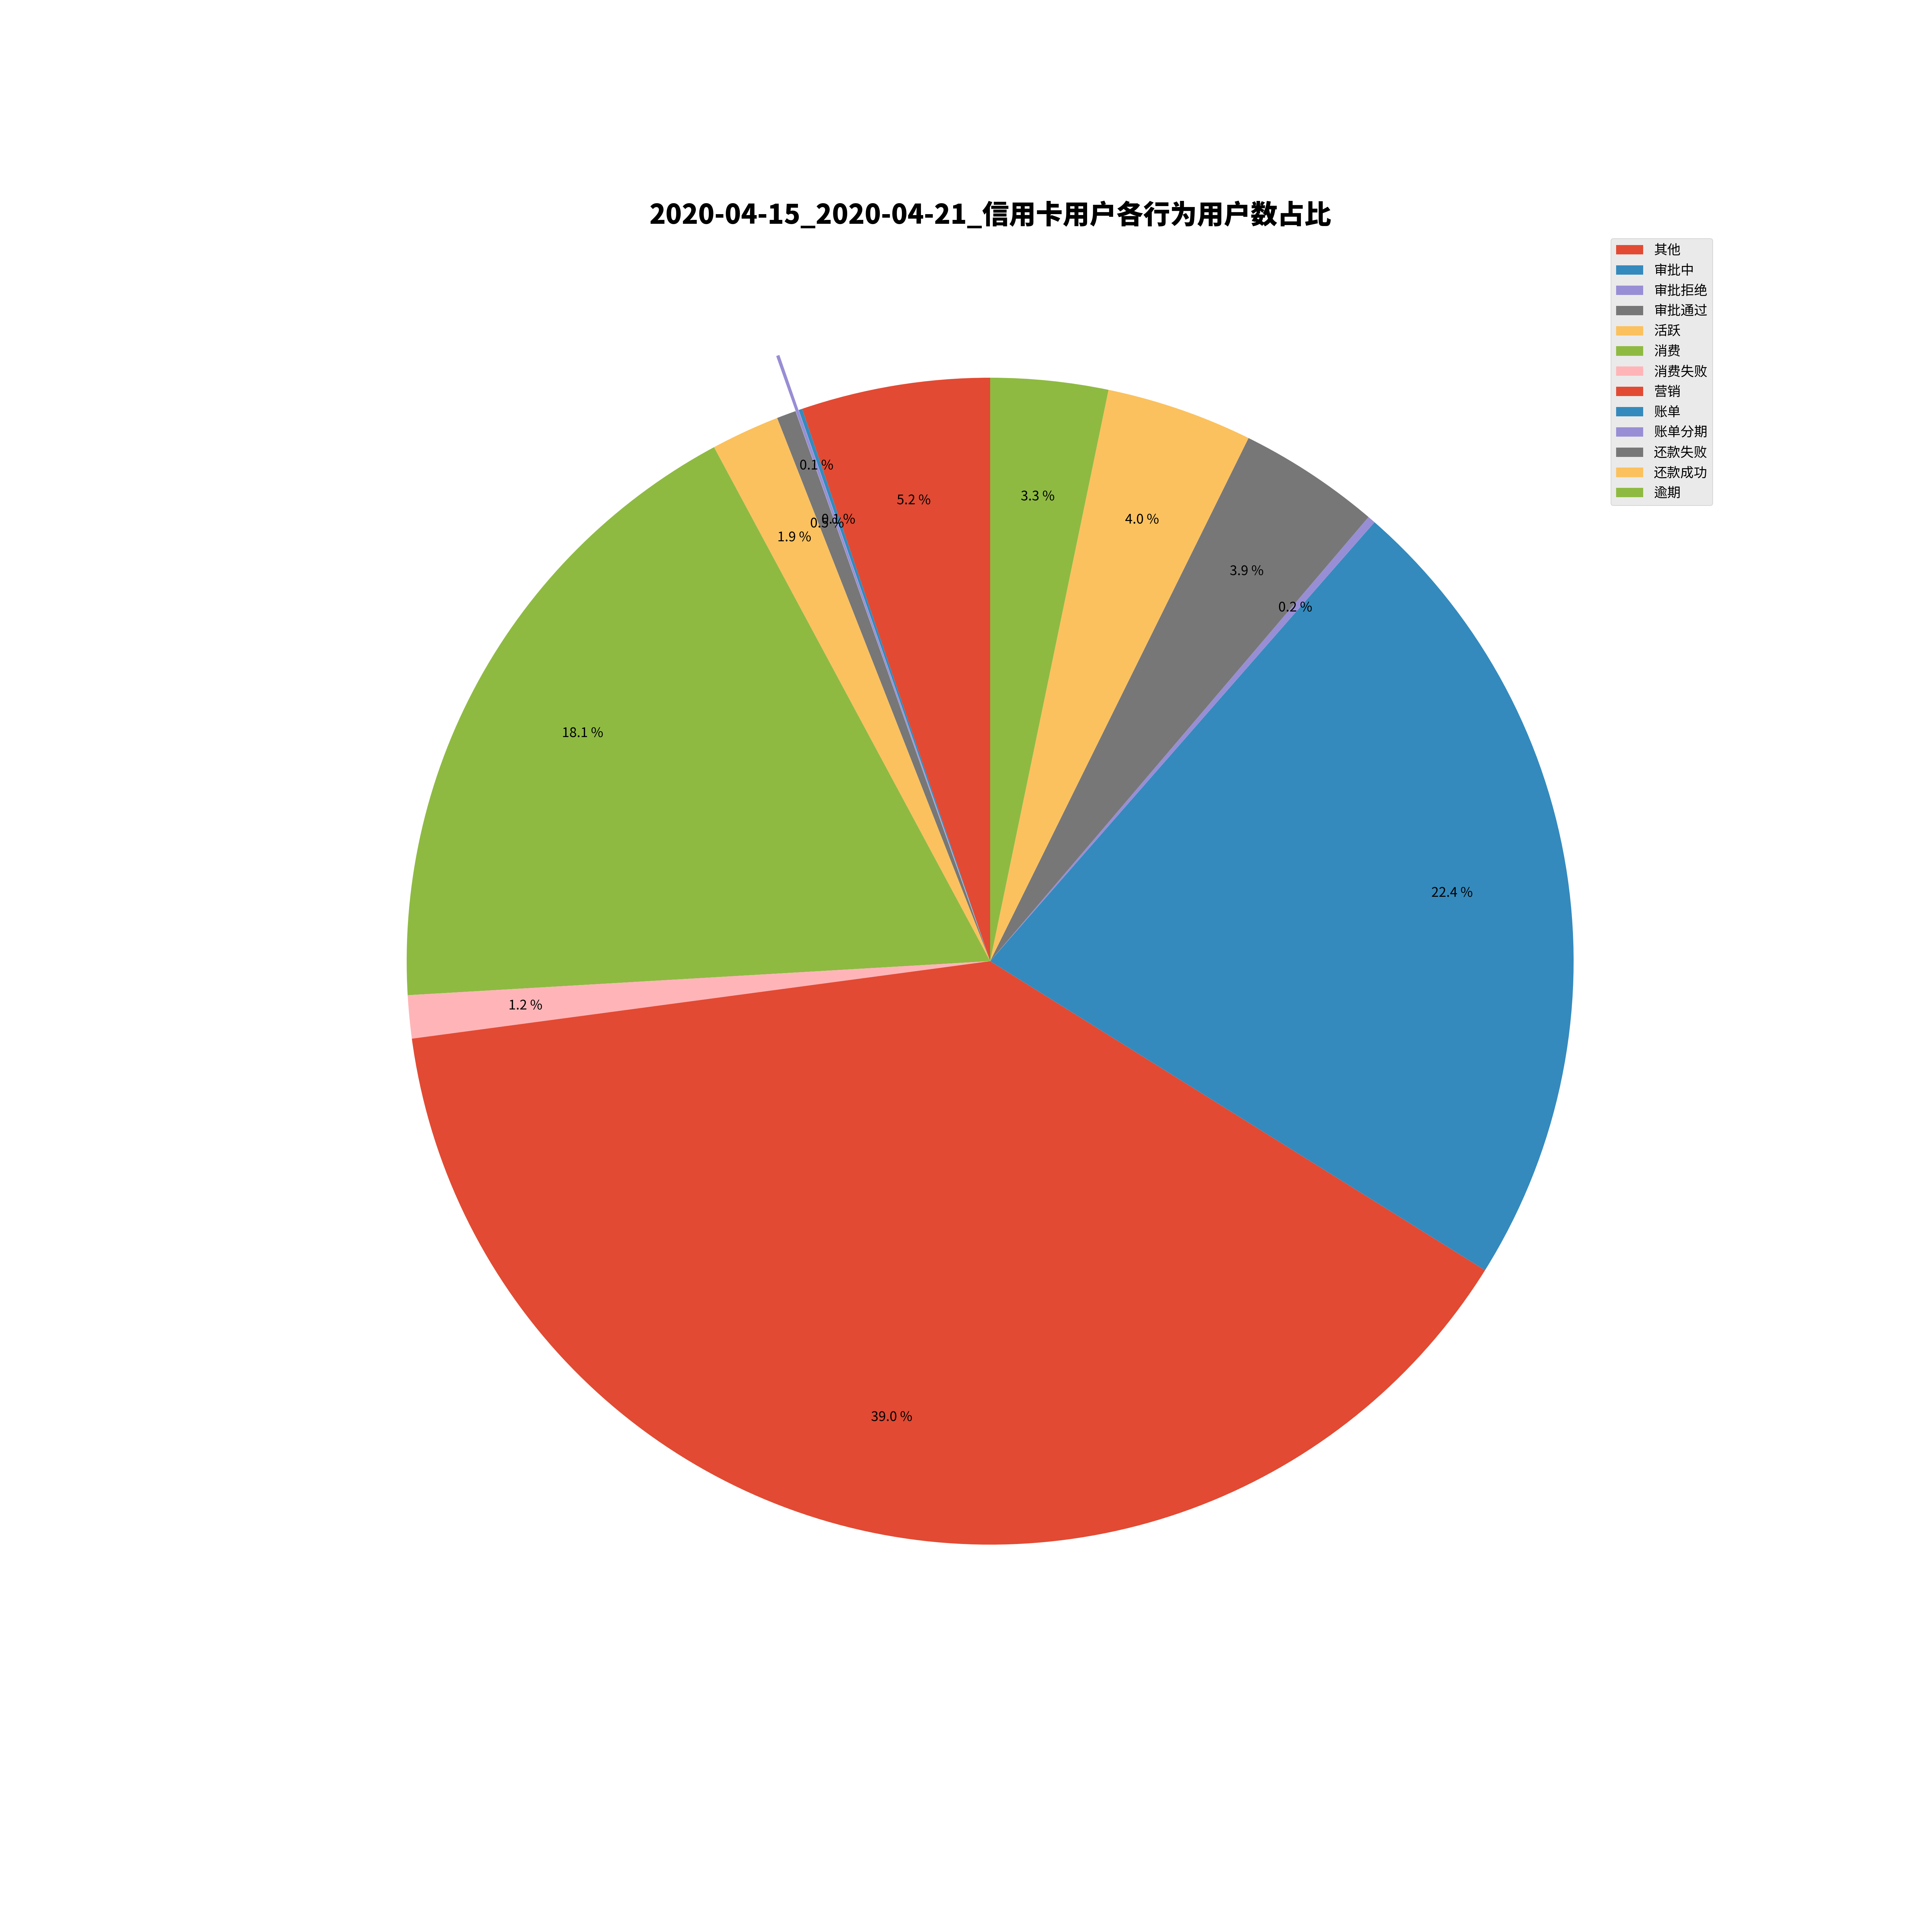 2020-04-15_2020-04-21_信用卡用户各行为用户数占比
其他
审批中
审批拒绝
审批通过
活跃
消费
消费失败
营销
账单
账单分期
还款失败
还款成功
逾期
0.1 %
5.2 %
3.3 %
4.0 %
0.1 %
1.9 %
3.9 %
0.2 %
18.1 %
22.4 %
1.2 %
39.0 %